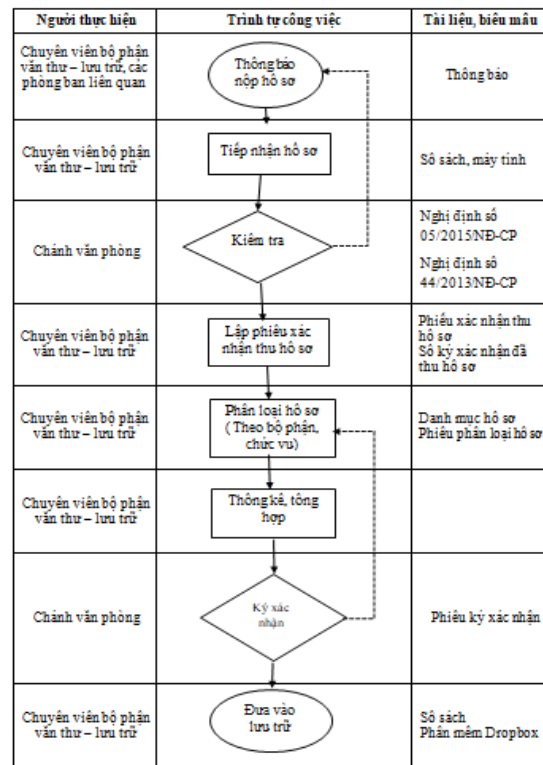 Người thực hiện
Trình tự công việc
Tài liệu, biểu mẫu
Chuyên viên bộ phận
văn thư – lưu trữ, các
phòng ban liên quan
Thông báo
nộp hồ sơ
Thông báo
Chuyên viên bộ phận
văn thư – lưu trữ
Tiếp nhận hồ sơ
Sổ sách, máy tính
Chánh văn phòng
Kiểm tra
Nghị định số
05/2015/NĐ-CP
Nghị định số
44/2013/NĐ-CP
Chuyên viên bộ phận
văn thư – lưu trữ
Lập phiếu xác
nhận thu hồ sơ
Phiếu xác nhận thu
hồ sơ
Sổ ký xác nhận đã
thu hồ sơ
Chuyên viên bộ phận
văn thư – lưu trữ
Phân loại hồ sơ
( Theo bộ phận,
chức vụ)
Danh mục hồ sơ
Phiếu phân loại hồ sơ
Chuyên viên bộ phận
văn thư – lưu trữ
Thống kê, tổng
hợp
Chánh văn phòng
Ký xác
nhận
Phiếu ký xác nhận
Chuyên viên bộ phận
văn thư – lưu trữ
Đưa vào
lưu trữ
Sổ sách
Phần mềm Dropbox